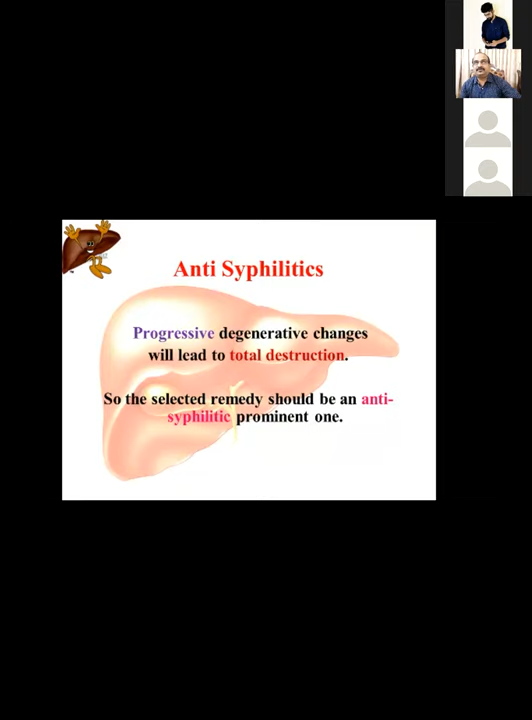 Anti Syphilitics
Progressive degenerative changes
will lead to total destruction.
So the selected remedy should be an anti-
syphilitic prominent one.